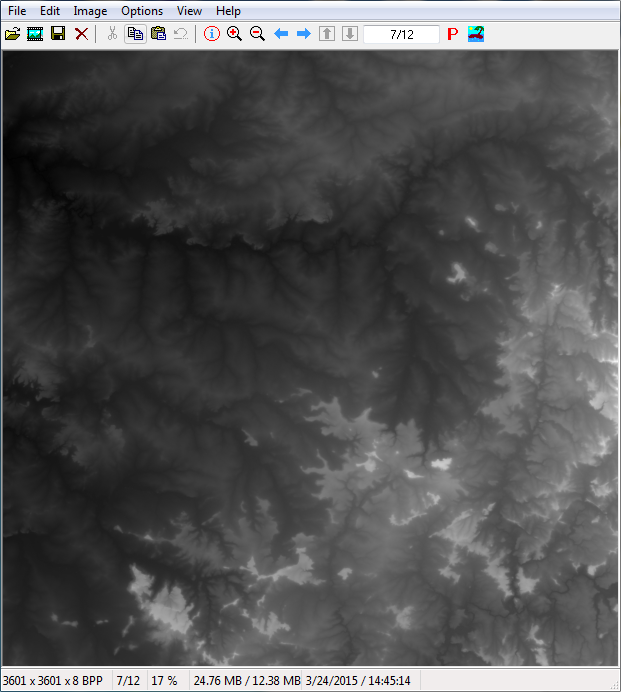 File Edit Image Options View Help
7/12 P
3601 x 3601 x 8 BPP 7/12 17 % 24.76 MB / 12.38 MB 3/24/2015 / 14:45:14